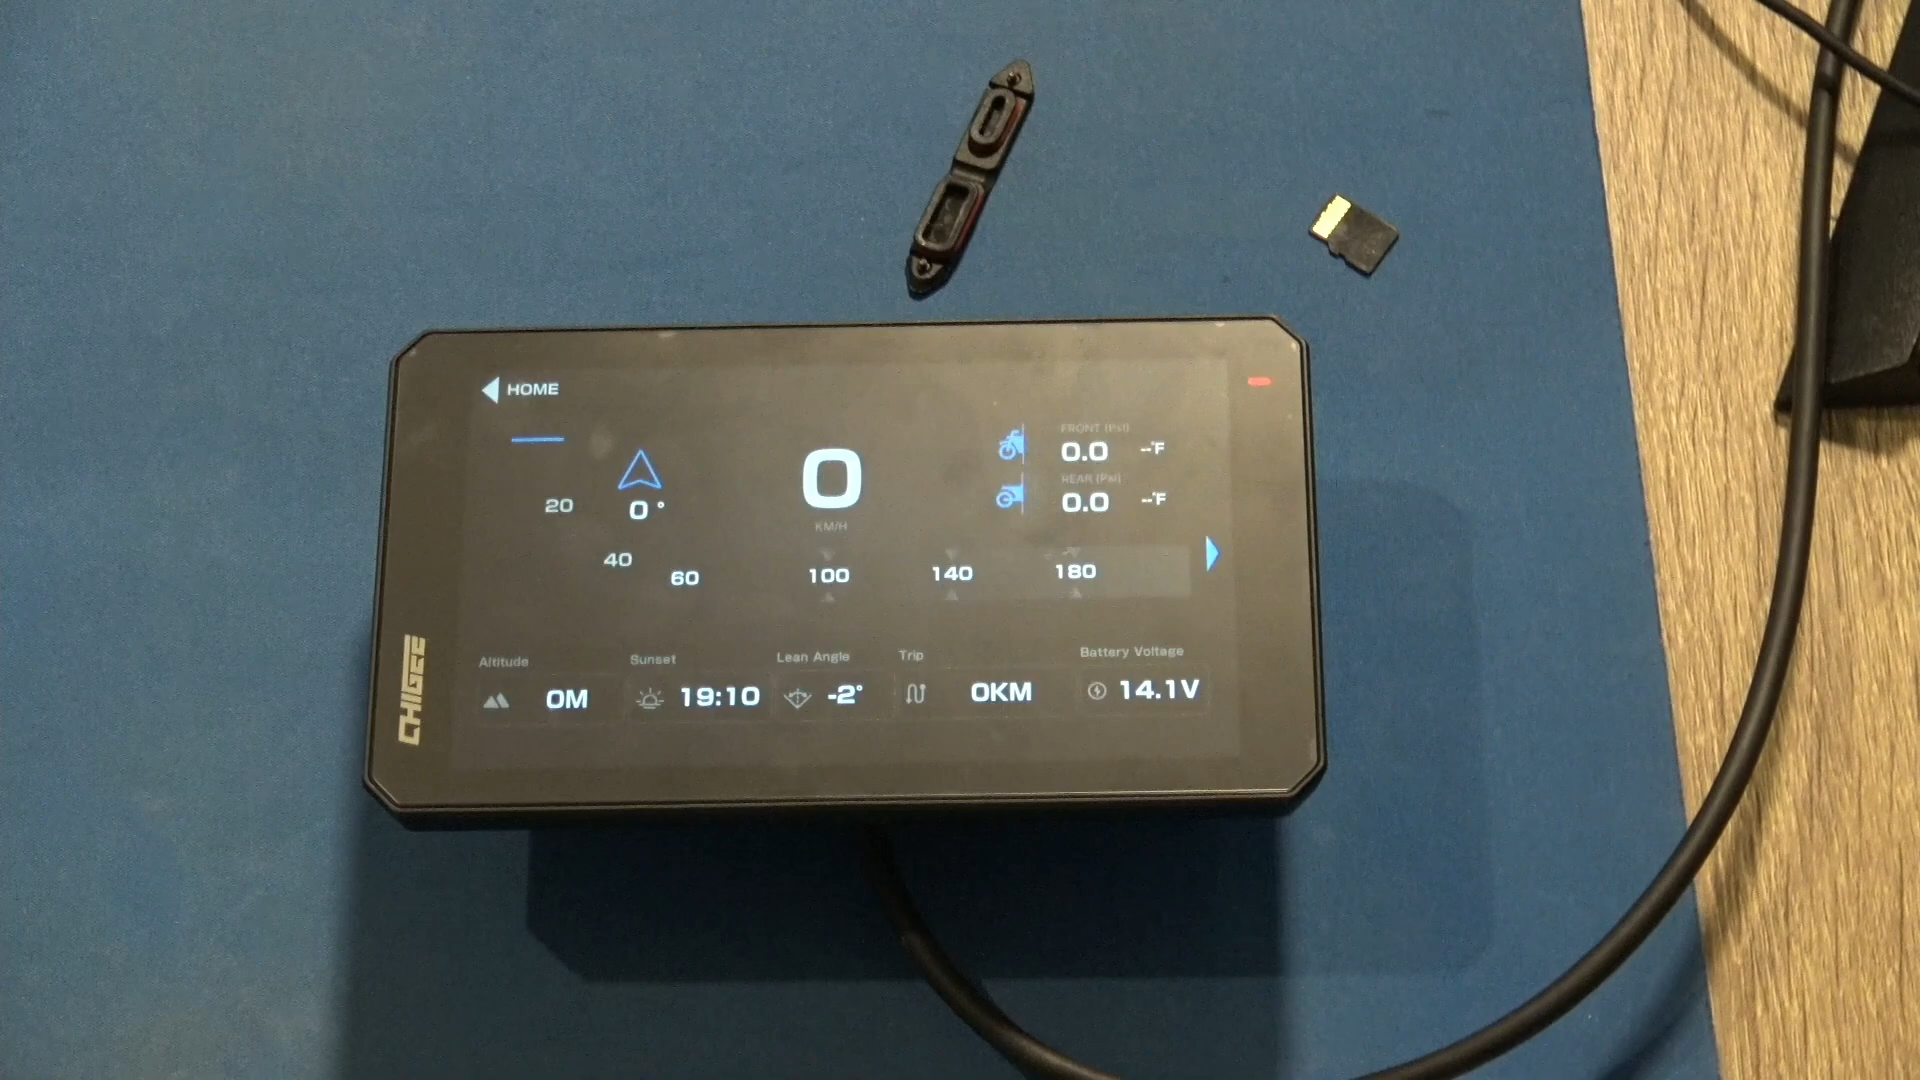 HOME
FRONT (Psi)
0.0 --°F
REAR (Psi)
0.0 --°F
0
KM/H
0°
20
40
60
100
140
180
Altitude
0M
Sunset
19:10
Lean Angle
-2°
Trip
0KM
Battery Voltage
14.1V
CHIGEE